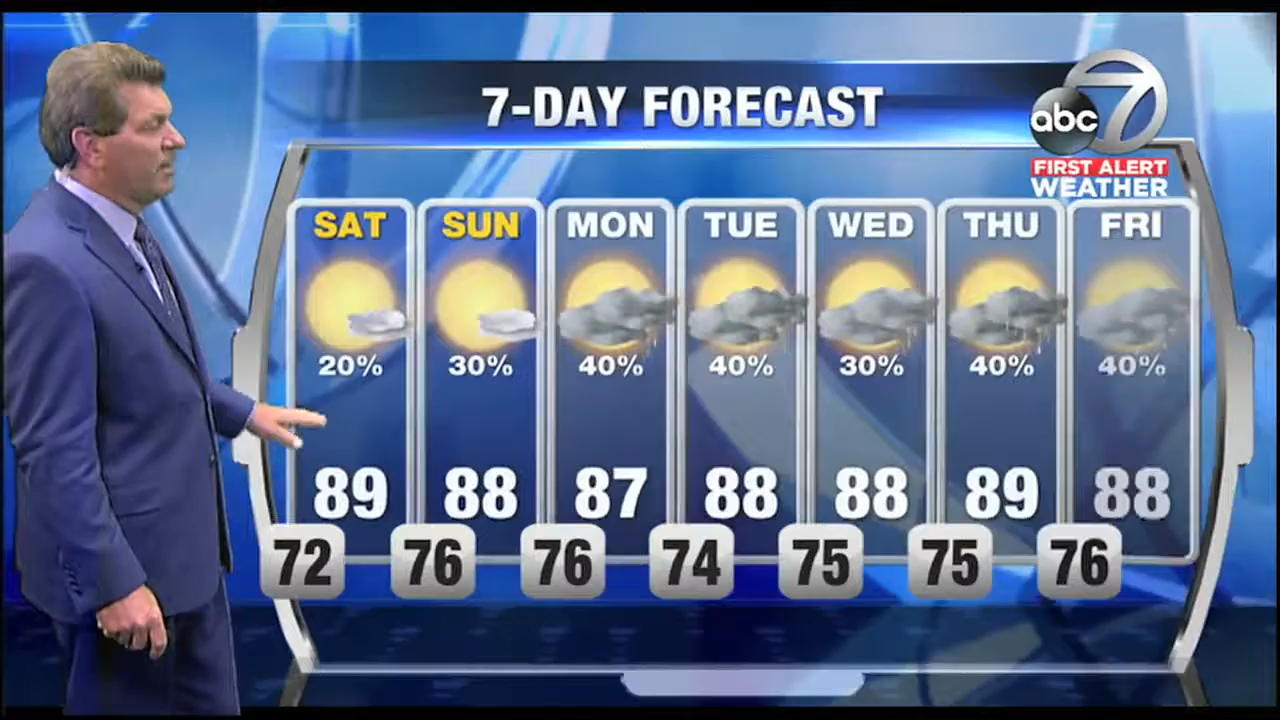 7-DAY FORECAST
abc 7
FIRST ALERT
WEATHER
SAT SUN MON TUE WED THU FRI
20% 30% 40% 40% 30% 40% 40%
89 88 87 88 88 89 88
72 76 76 74 75 75 76